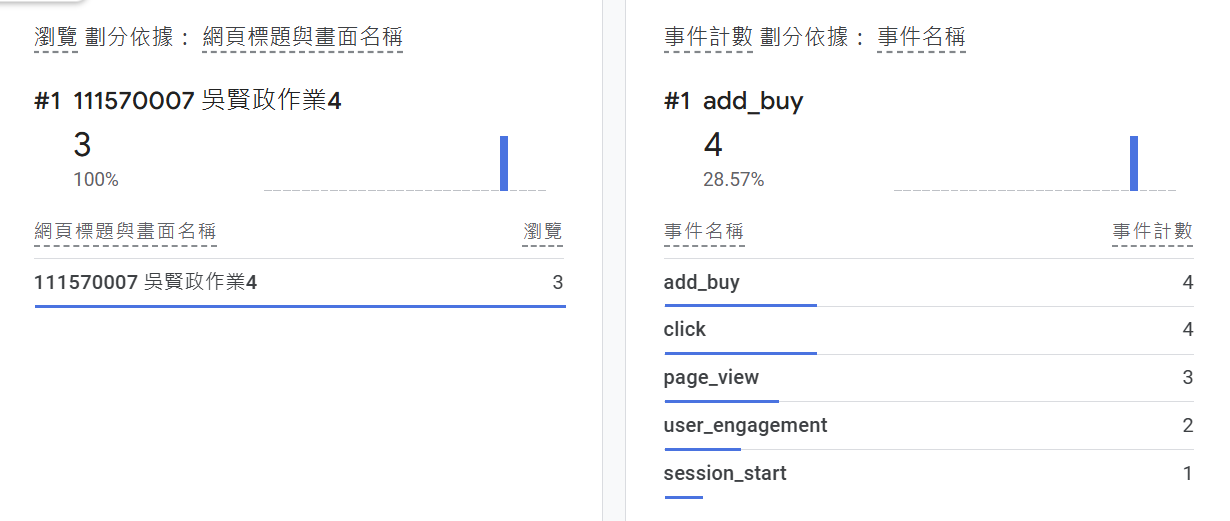 瀏覽 劃分依據： 網頁標題與畫面名稱
#1 111570007 吳賢政作業4
3
100%
網頁標題與畫面名稱 瀏覽
111570007 吳賢政作業4 3
事件計數 劃分依據： 事件名稱
#1 add_buy
4
28.57%
事件名稱 事件計數
add_buy 4
click 4
page_view 3
user_engagement 2
session_start 1